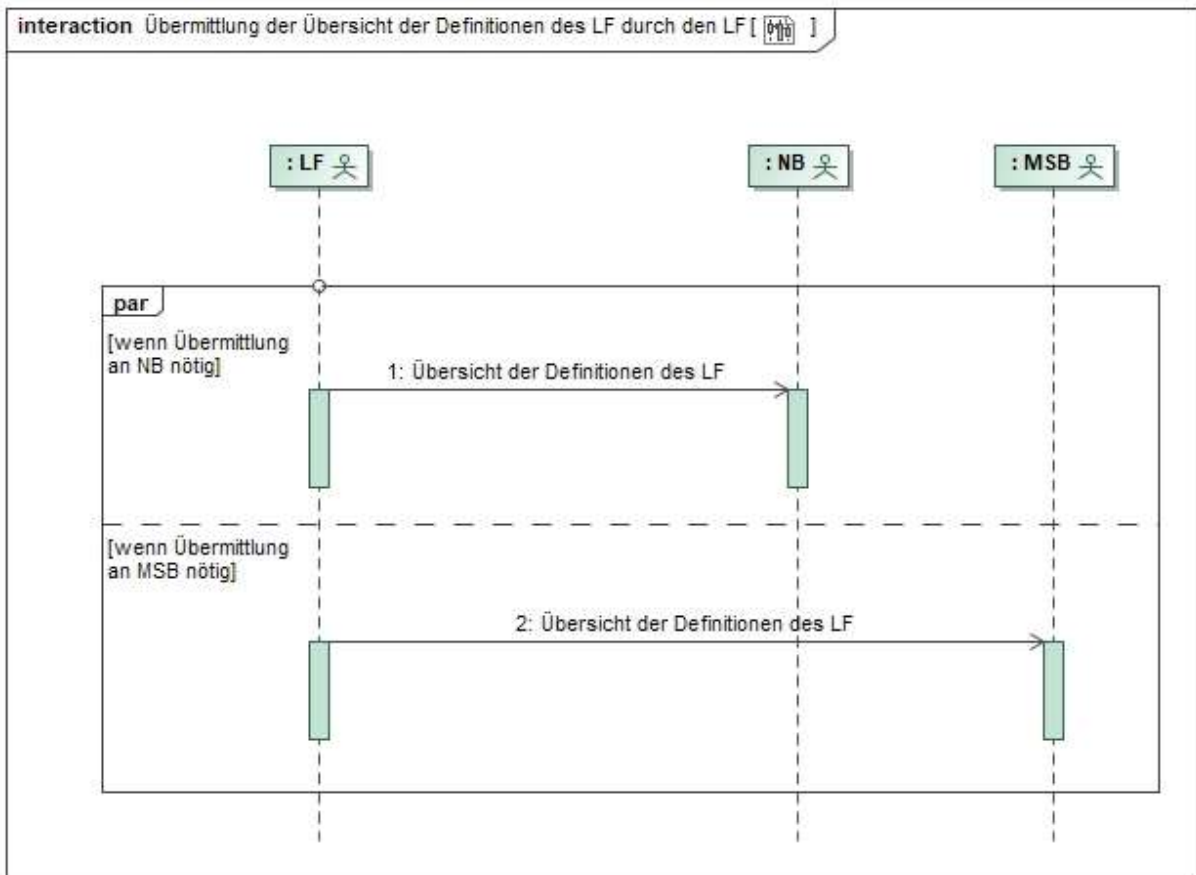 interaction Übermittlung der Übersicht der Definitionen des LF durch den LF [ ]
: LF
: NB
: MSB
par
[wenn Übermittlung
an NB nötig]
1: Übersicht der Definitionen des LF
[wenn Übermittlung
an MSB nötig]
2: Übersicht der Definitionen des LF